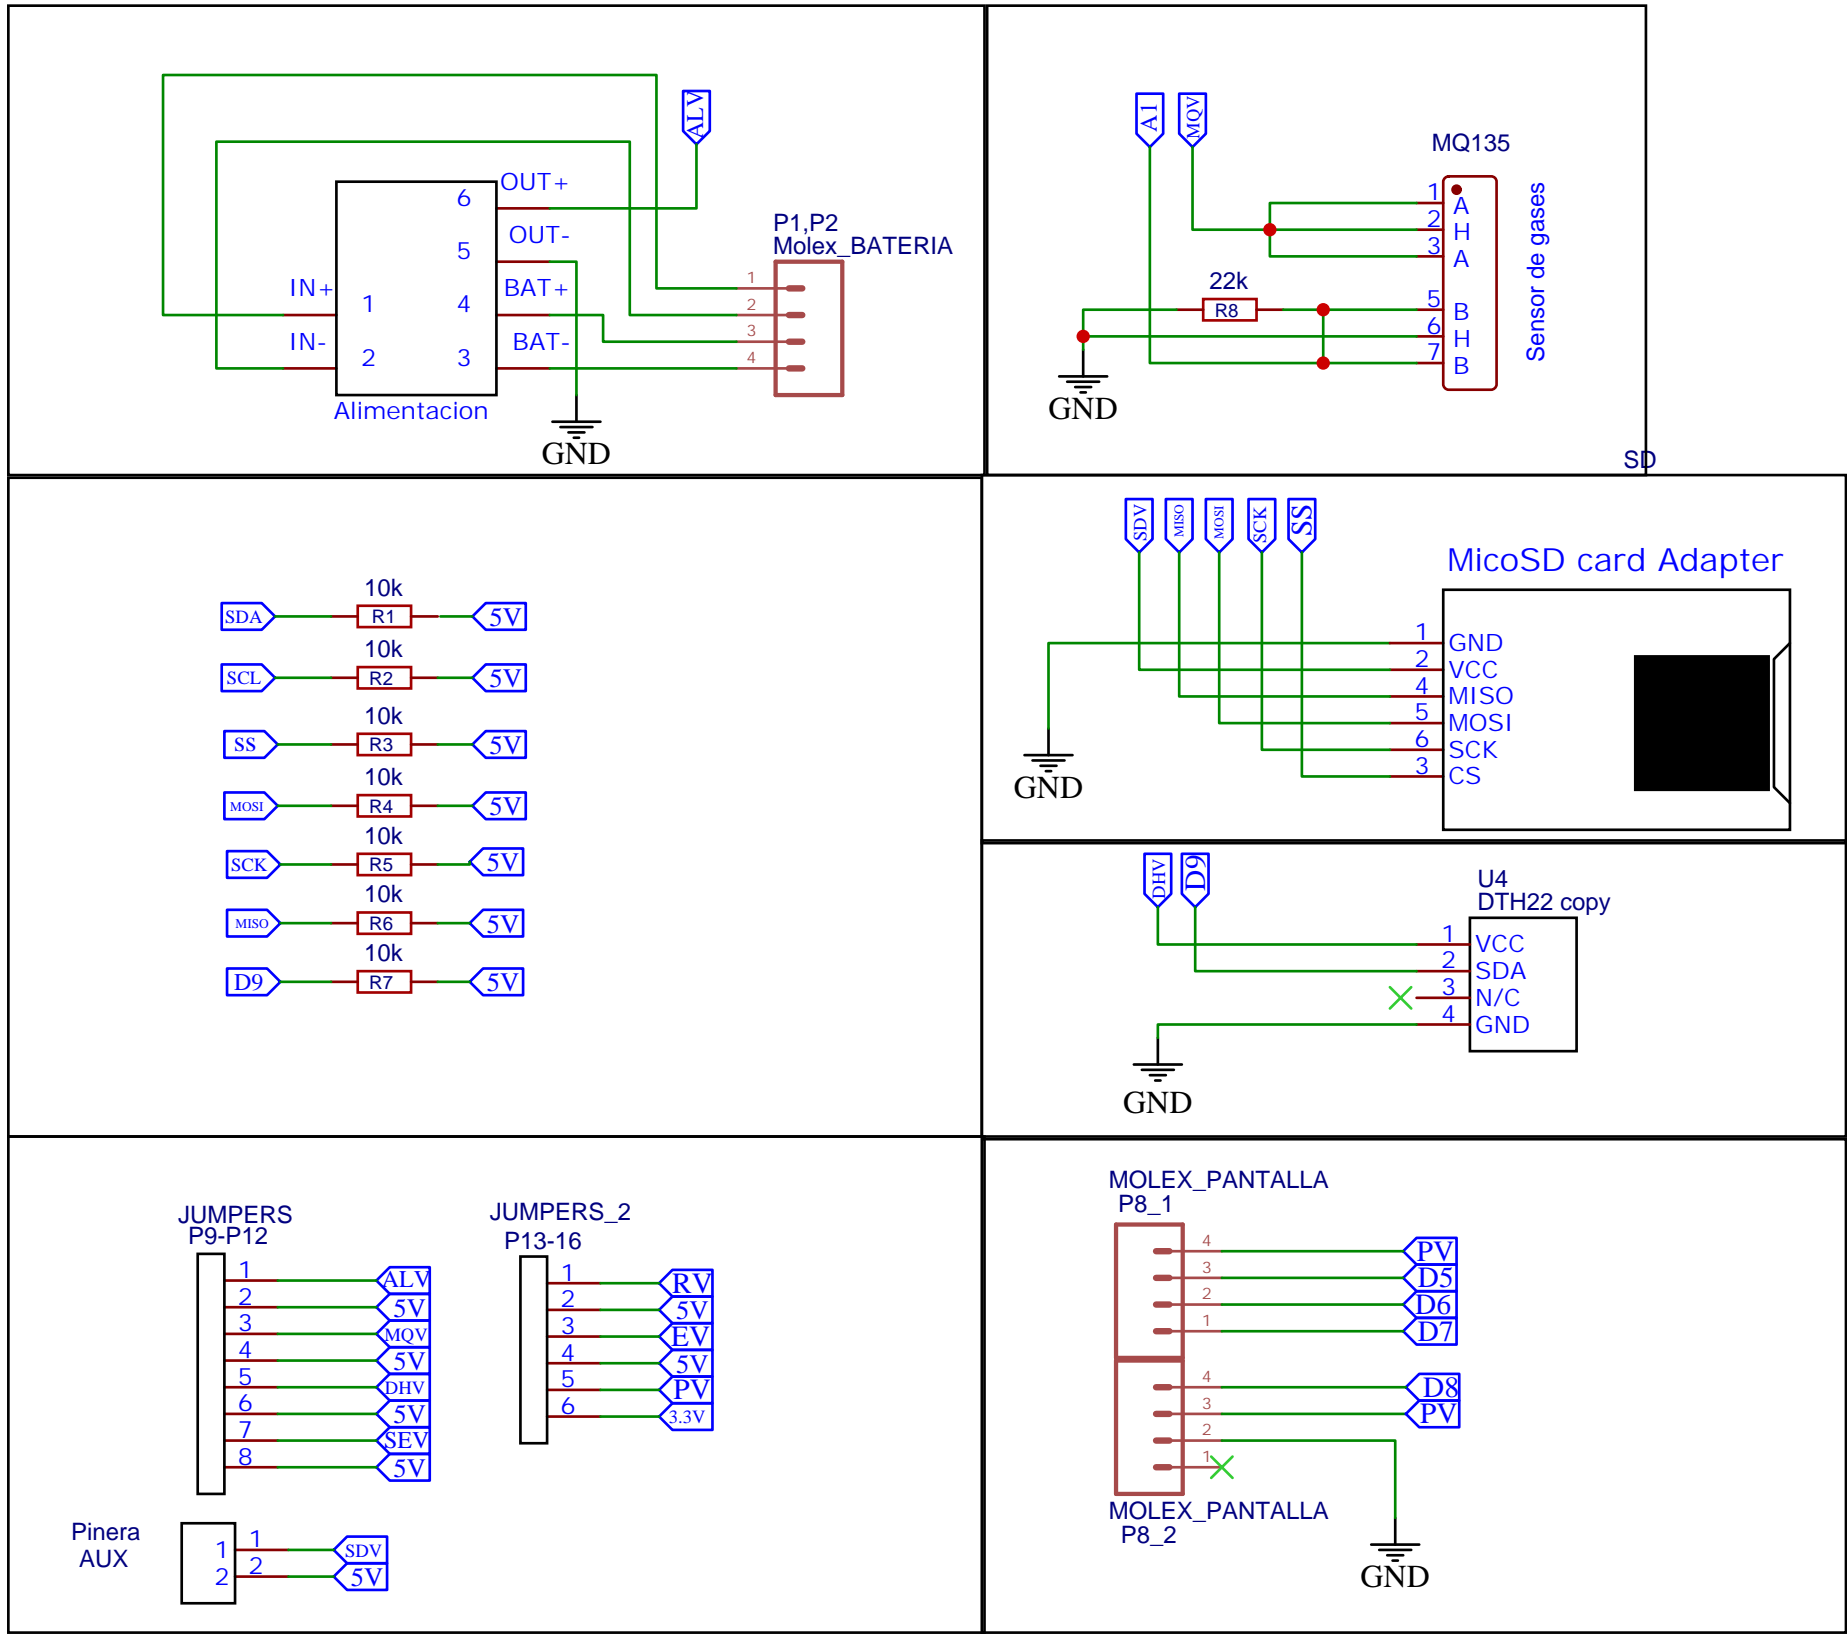 ALV
6 OUT+
5 OUT-
IN+ 1
4 BAT+
IN- 2
3 BAT-
Alimentacion
GND
P1,P2
Molex_BATERIA
1
2
3
4
A1
MQV
MQ135
1 A
2 H
3 A
22k
R8
5 B
6 H
7 B
Sensor de gases
GND
SD
10k
SDA R1 5V
10k
SCL R2 5V
10k
SS R3 5V
10k
MOSI R4 5V
10k
SCK R5 5V
10k
MISO R6 5V
10k
D9 R7 5V
SDV
MISO
MOSI
SCK
SS
MicoSD card Adapter
1 GND
2 VCC
4 MISO
5 MOSI
6 SCK
3 CS
GND
DHV
D9
U4
DTH22 copy
1 VCC
2 SDA
3 N/C
4 GND
GND
JUMPERS
P9-P12
1 ALV
2 5V
3 MQV
4 5V
5 DHV
6 5V
7 SEV
8 5V
JUMPERS_2
P13-16
1 RV
2 5V
3 EV
4 5V
5 PV
6 3.3V
Pinera
AUX
1 1 SDV
2 2 5V
MOLEX_PANTALLA
P8_1
4 PV
3 D5
2 D6
1 D7
4 D8
3 PV
2
1
MOLEX_PANTALLA
P8_2
GND